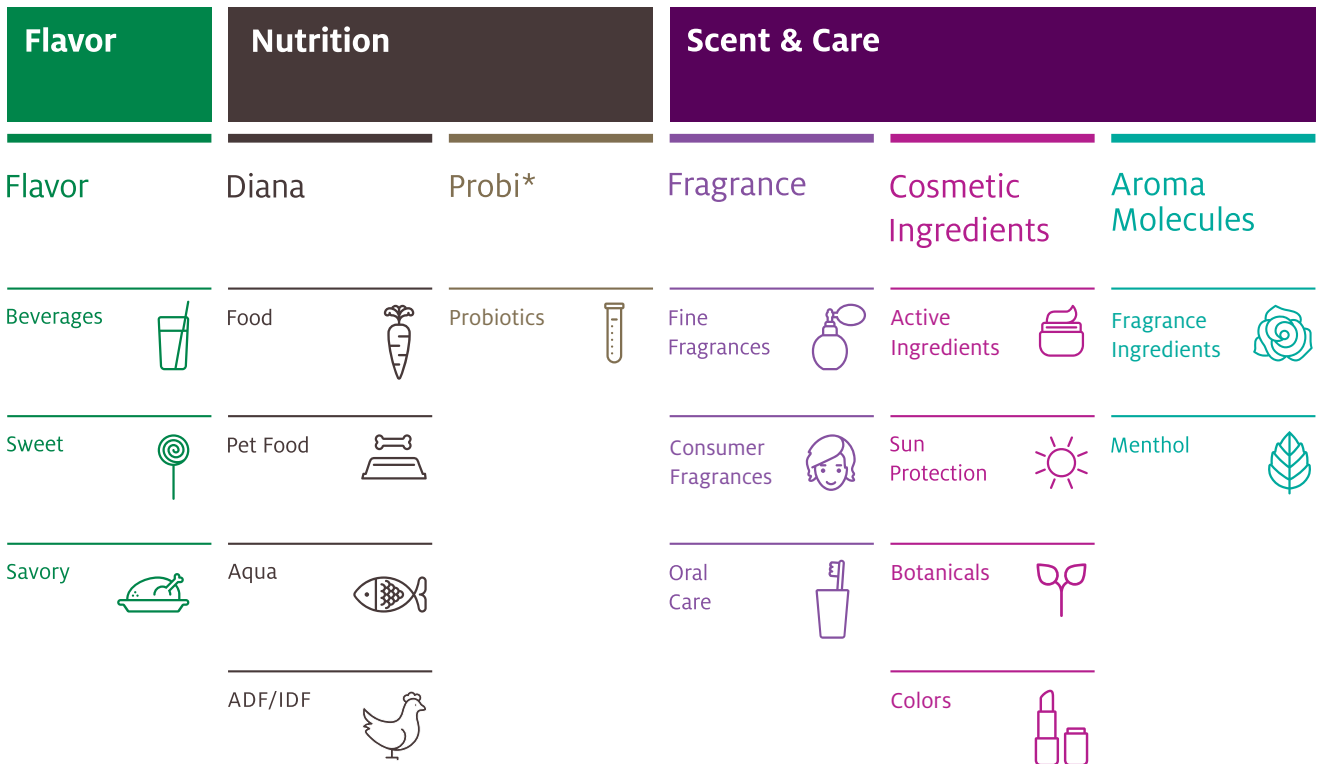 Flavor
Nutrition
Scent & Care
Flavor
Diana
Probi*
Fragrance
Cosmetic
Ingredients
Aroma
Molecules
Beverages
Food
Probiotics
Fine
Fragrances
Active
Ingredients
Fragrance
Ingredients
Sweet
Pet Food
Consumer
Fragrances
Sun
Protection
Menthol
Savory
Aqua
Oral
Care
Botanicals
ADF/IDF
Colors